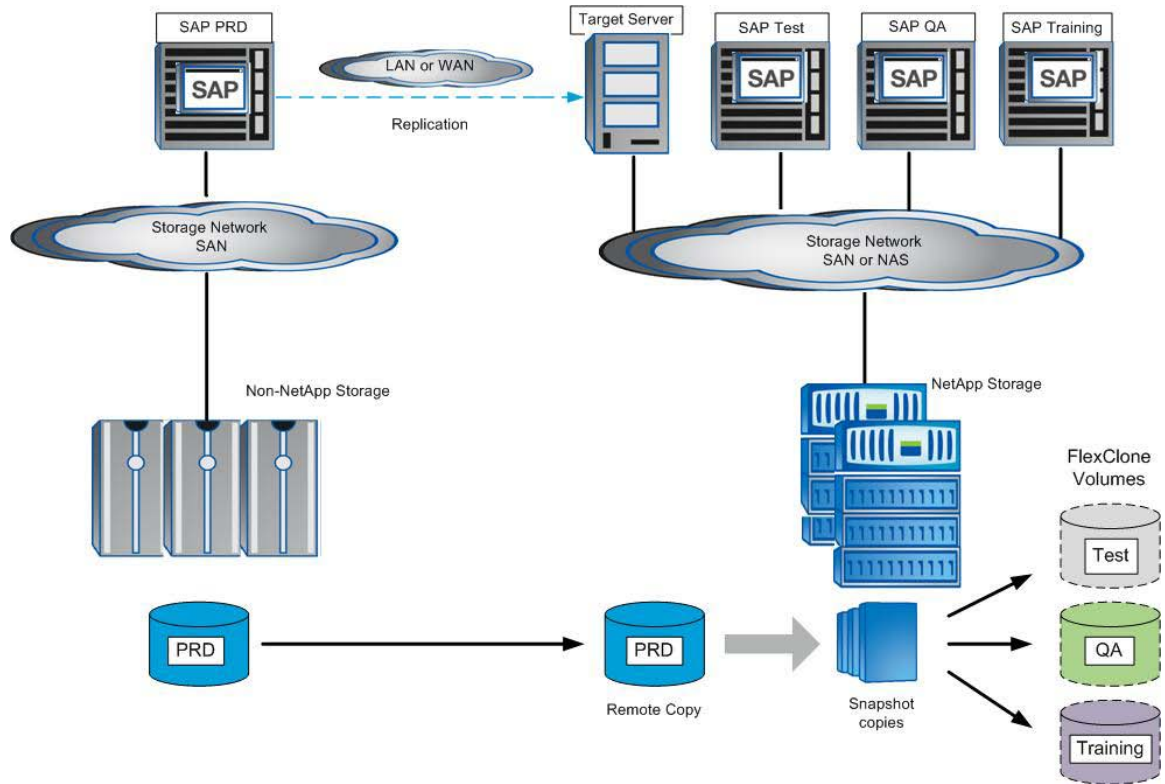 SAP PRD
Target Server
SAP Test
SAP QA
SAP Training
LAN or WAN
SAP
SAP
SAP
SAP
Replication
Storage Network
SAN
Storage Network
SAN or NAS
Non-NetApp Storage
NetApp Storage
FlexClone
Volumes
Test
PRD
PRD
QA
Remote Copy
Snapshot
copies
Training